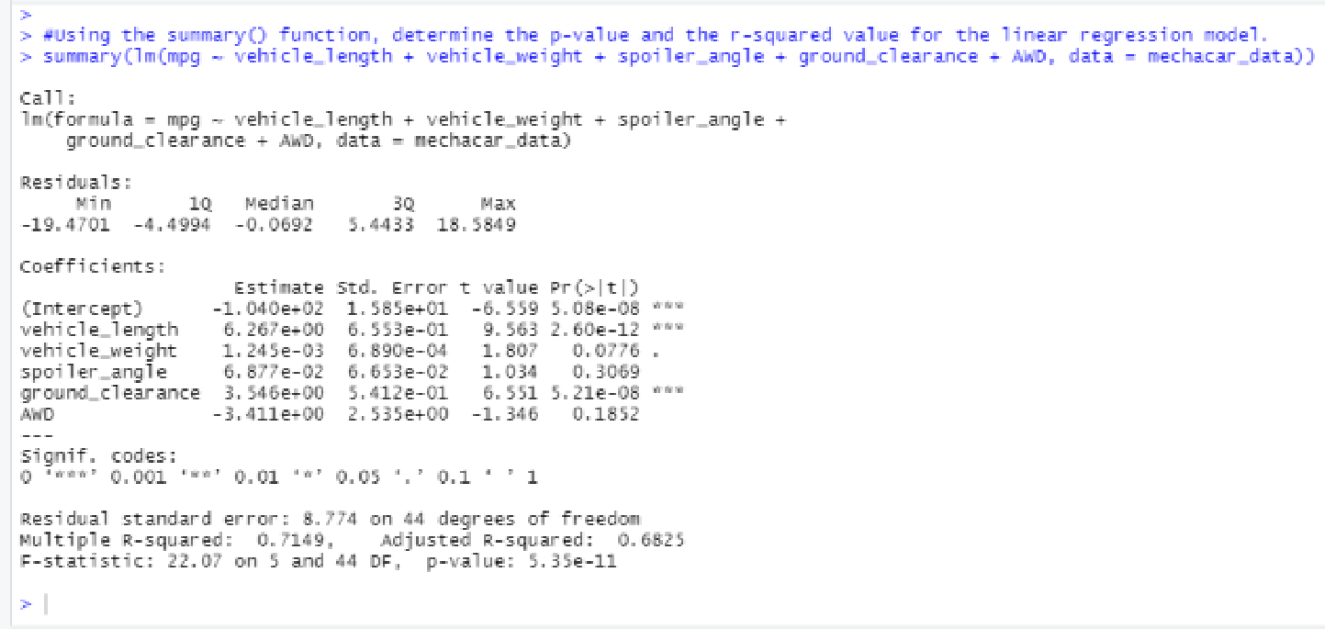 >
> #Using the summary() function, determine the p-value and the r-squared value for the linear regression model.
> summary(lm(mpg ~ vehicle_length + vehicle_weight + spoiler_angle + ground_clearance + AWD, data = mechacar_data))
Call:
lm(formula = mpg ~ vehicle_length + vehicle_weight + spoiler_angle +
    ground_clearance + AWD, data = mechacar_data)
Residuals:
     Min       1Q   Median       3Q      Max
-19.4701  -4.4994  -0.0692   5.4433  18.5849
Coefficients:
                   Estimate Std. Error t value Pr(>|t|)
(Intercept)      -1.040e+02  1.585e+01  -6.559 5.08e-08 ***
vehicle_length    6.267e+00  6.553e-01   9.563 2.60e-12 ***
vehicle_weight    1.245e-03  6.890e-04   1.807   0.0776 .
spoiler_angle     6.877e-02  6.653e-02   1.034   0.3069
ground_clearance  3.546e+00  5.412e-01   6.551 5.21e-08 ***
AWD              -3.411e+00  2.535e+00  -1.346   0.1852
---
Signif. codes:
0 ‘***’ 0.001 ‘**’ 0.01 ‘*’ 0.05 ‘.’ 0.1 ‘ ’ 1
Residual standard error: 8.774 on 44 degrees of freedom
Multiple R-squared:  0.7149,    Adjusted R-squared:  0.6825
F-statistic: 22.07 on 5 and 44 DF,  p-value: 5.35e-11
>